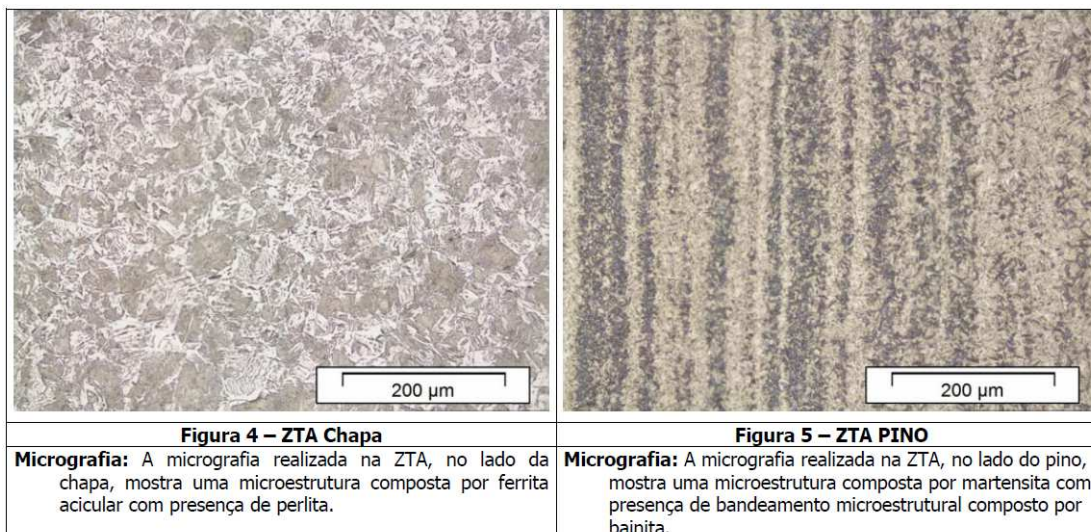 200 µm
200 µm
Figura 4 – ZTA Chapa
Micrografia: A micrografia realizada na ZTA, no lado da
chapa, mostra uma microestrutura composta por ferrita
acicular com presença de perlita.
Figura 5 – ZTA PINO
Micrografia: A micrografia realizada na ZTA, no lado do pino,
mostra uma microestrutura composta por martensita com
presença de bandeamento microestrutural composto por
bainita.